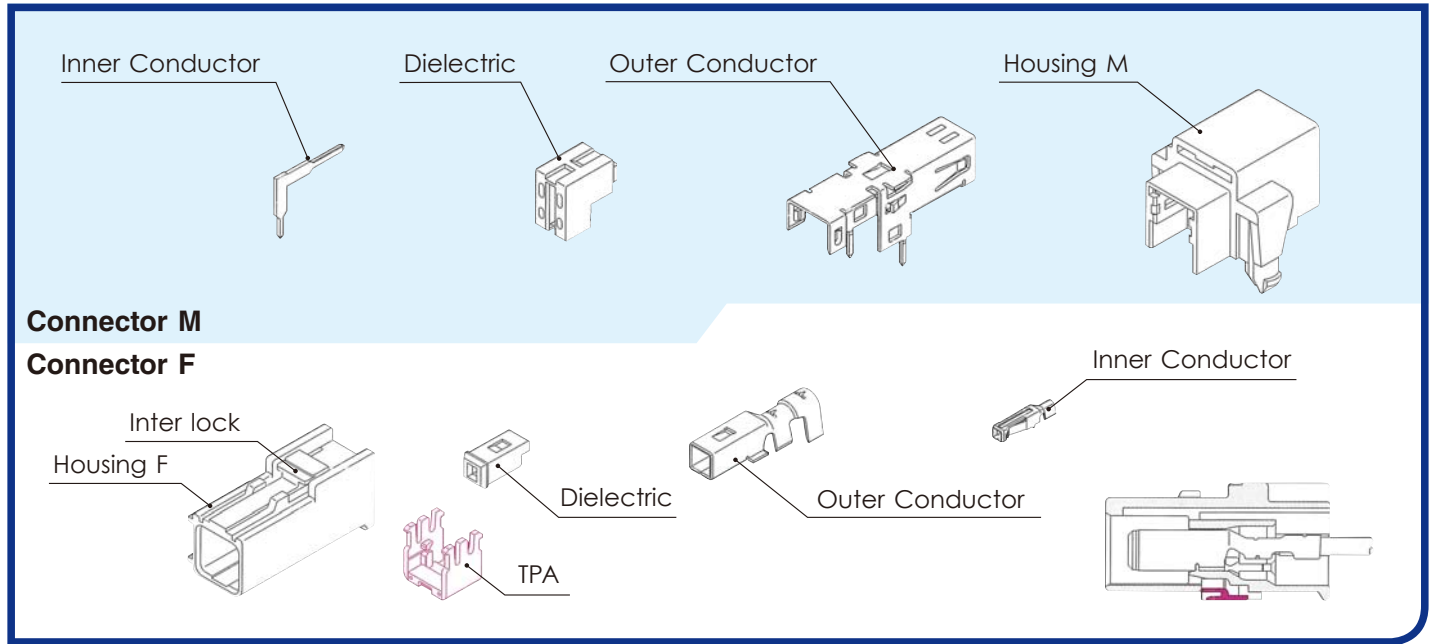 Inner Conductor
Dielectric
Outer Conductor
Housing M
Connector M
Connector F
Inner Conductor
Inter lock
Housing F
Dielectric
Outer Conductor
TPA